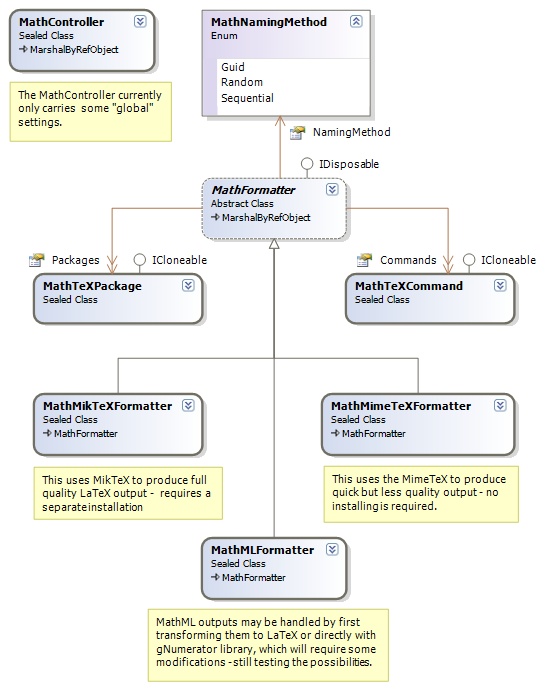 MathController
Sealed Class
MarshalByRefObject
The MathController currently
only carries some "global"
settings.
MathNamingMethod
Enum
Guid
Random
Sequential
NamingMethod
IDisposable
MathFormatter
Abstract Class
MarshalByRefObject
Packages
ICloneable
Commands
ICloneable
MathTeXPackage
Sealed Class
MathTeXCommand
Sealed Class
MathMikTeXFormatter
Sealed Class
MathFormatter
MathMimeTeXFormatter
Sealed Class
MathFormatter
This uses MikTeX to produce full
quality LaTeX output - requires a
separate installation
This uses the MimeTeX to produce
quick but less quality output - no
installing is required.
MathMLFormatter
Sealed Class
MathFormatter
MathML outputs may be handled by first
transforming them to LaTeX or directly with
gNumerator library, which will require some
modifications - still testing the possibilities.